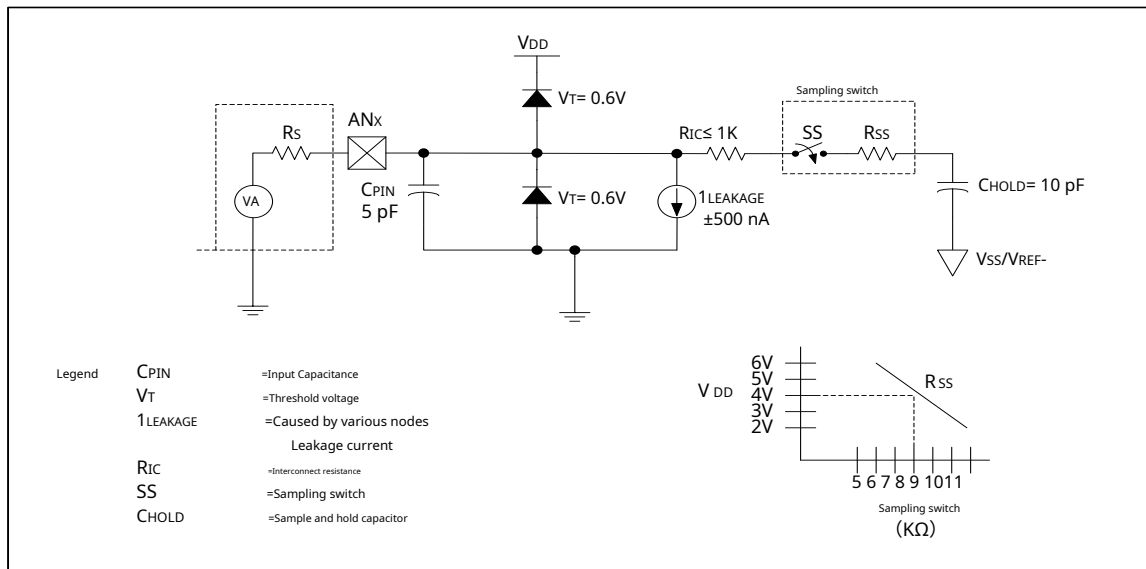 VDD
Sampling switch
VT= 0.6V
ANX
RS
RIC≤ 1K
SS
RSS
CPIN
5 pF
VA
VT= 0.6V
1LEAKAGE
±500 nA
CHOLD= 10 pF
VSS/VREF-
Legend
CPIN =Input Capacitance
VT =Threshold voltage
1LEAKAGE =Caused by various nodes
Leakage current
RIC =Interconnect resistance
SS =Sampling switch
CHOLD =Sample and hold capacitor
6V
5V
V DD 4V
3V
2V
RSS
5 6 7 8 9 10 11
Sampling switch
(KΩ)